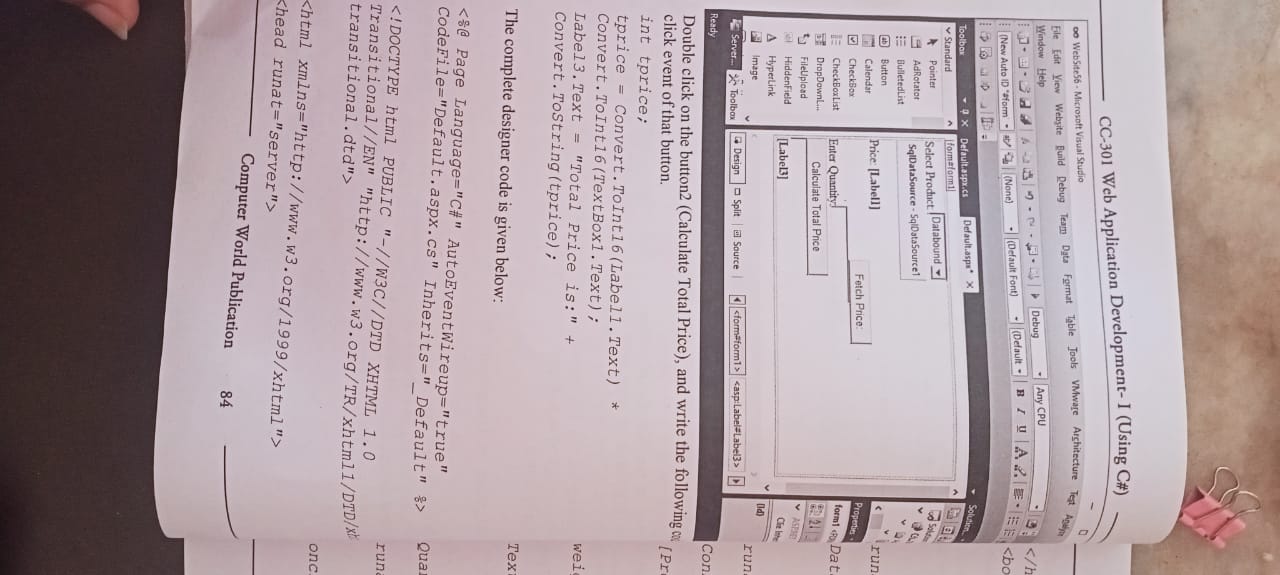 CC-301 Web Application Development- I (Using C#)
WebSite56 - Microsoft Visual Studio
File Edit View Website Build Debug Team Data Format Table Tools VMware Architecture Test Analyze
Window Help
Debug Any CPU
(New Auto ID "#form (None) (Default Font) (Default B I U A
Toolbox Default.aspx.cs Default.aspx* Solution
Standard
Pointer
AdRotator
BulletedList
Button
Calendar
CheckBox
CheckBoxList
DropDownL...
FileUpload
HiddenField
HyperLink
Image
Server... Toolbox
form#form1
Select Product: Databound
SqlDataSource - SqlDataSource1
Price: [Label1] Fetch Price:
Enter Quantity:
Calculate Total Price
[Label3]
Design Split Source <form#form1> <asp:Label#Label3>
Properties
form1
(Id)
Ready
Double click on the button2 (Calculate Total Price), and write the following
click event of that button.
int tprice;
tprice = Convert.ToInt16(Label1.Text) *
Convert.ToInt16(TextBox1.Text);
Label3.Text = "Total Price is:" +
Convert.ToString(tprice);
The complete designer code is given below:
<%@ Page Language="C#" AutoEventWireup="true"
CodeFile="Default.aspx.cs" Inherits="_Default" %>
<!DOCTYPE html PUBLIC "-//W3C//DTD XHTML 1.0
Transitional//EN" "http://www.w3.org/TR/xhtml1/DTD/xh
transitional.dtd">
<html xmlns="http://www.w3.org/1999/xhtml">
<head runat="server">
Computer World Publication 84
</h
<bo
run
Dat
run
Con
[Pr
wei
Tex
Qua
run
onc